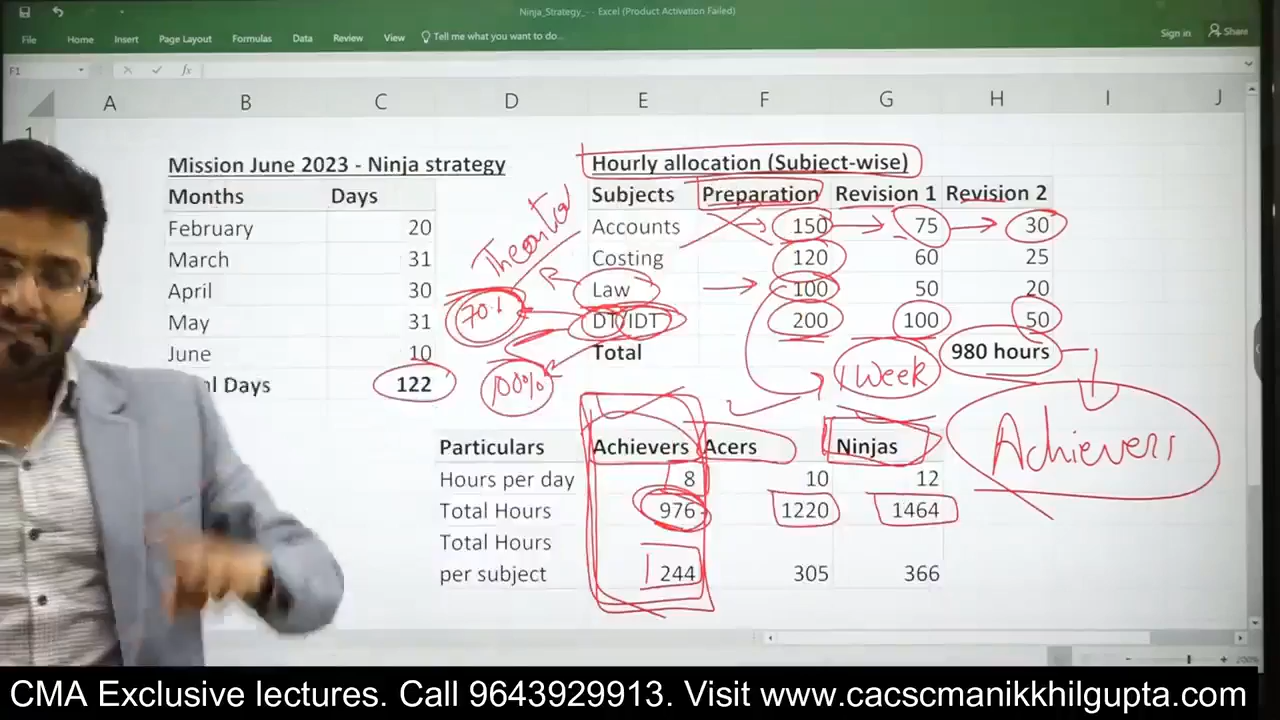 Ninja_Strategy_- - Excel (Product Activation Failed)
File Home Insert Page Layout Formulas Data Review View Tell me what you want to do... Sign in Share
F1 fx
A B C D E F G H I J
1
Mission June 2023 - Ninja strategy
Months Days
February 20
March 31
April 30
May 31
June 10
l Days 122
Hourly allocation (Subject-wise)
Subjects Preparation Revision 1 Revision 2
Accounts 150 75 30
Costing 120 60 25
Law 100 50 20
DT/IDT 200 100 50
Total 980 hours
70%
100%
1 Week
Achievers
Particulars Achievers Acers Ninjas
Hours per day 8 10 12
Total Hours 976 1220 1464
Total Hours
per subject 244 305 366
CMA Exclusive lectures. Call 9643929913. Visit www.cacscmanikkhilgupta.com